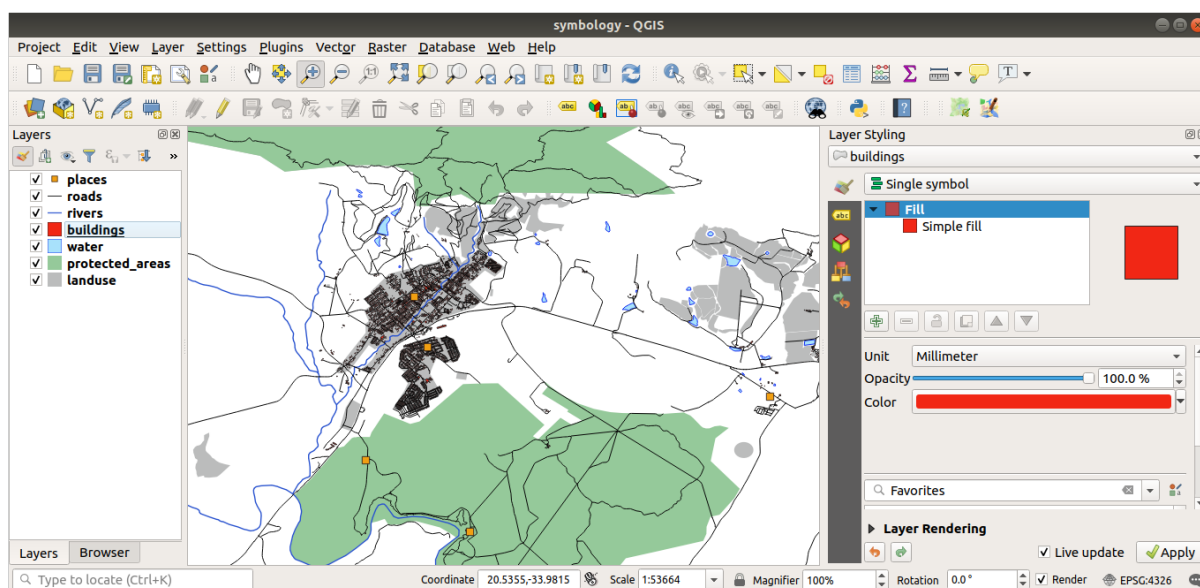 symbology - QGIS
Project Edit View Layer Settings Plugins Vector Raster Database Web Help
Layers
places
roads
rivers
buildings
water
protected_areas
landuse
Layers Browser
Layer Styling
buildings
Single symbol
Fill
Simple fill
Unit Millimeter
Opacity 100.0 %
Color
Favorites
Layer Rendering
Live update Apply
Type to locate (Ctrl+K) Coordinate 20.5355,-33.9815 Scale 1:53664 Magnifier 100% Rotation 0.0° Render EPSG:4326